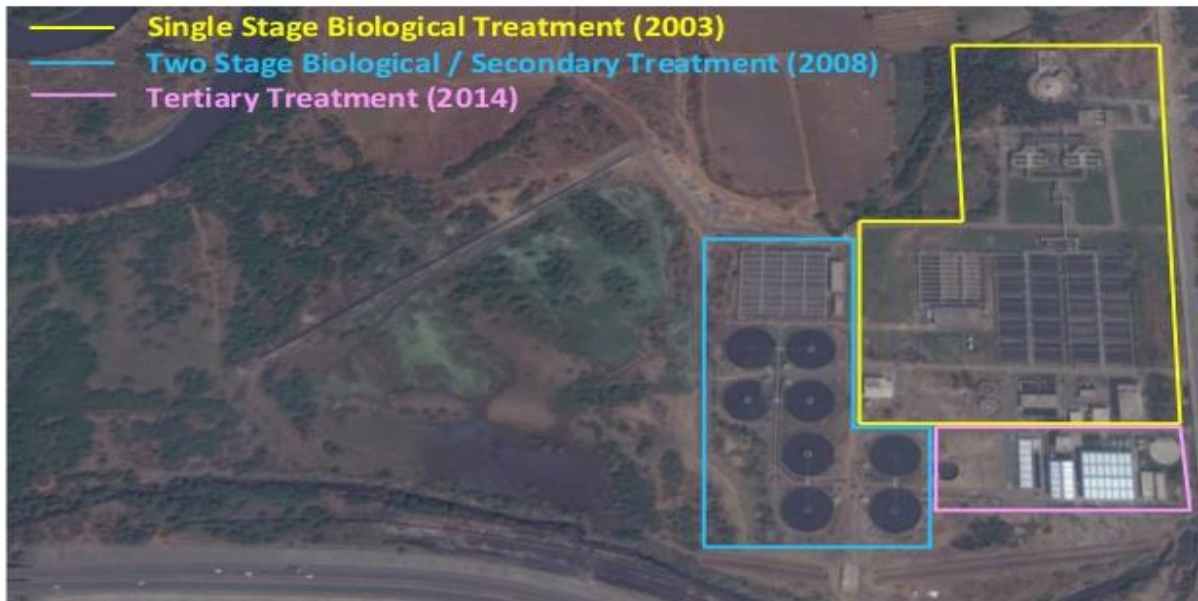 Single Stage Biological Treatment (2003)
Two Stage Biological / Secondary Treatment (2008)
Tertiary Treatment (2014)